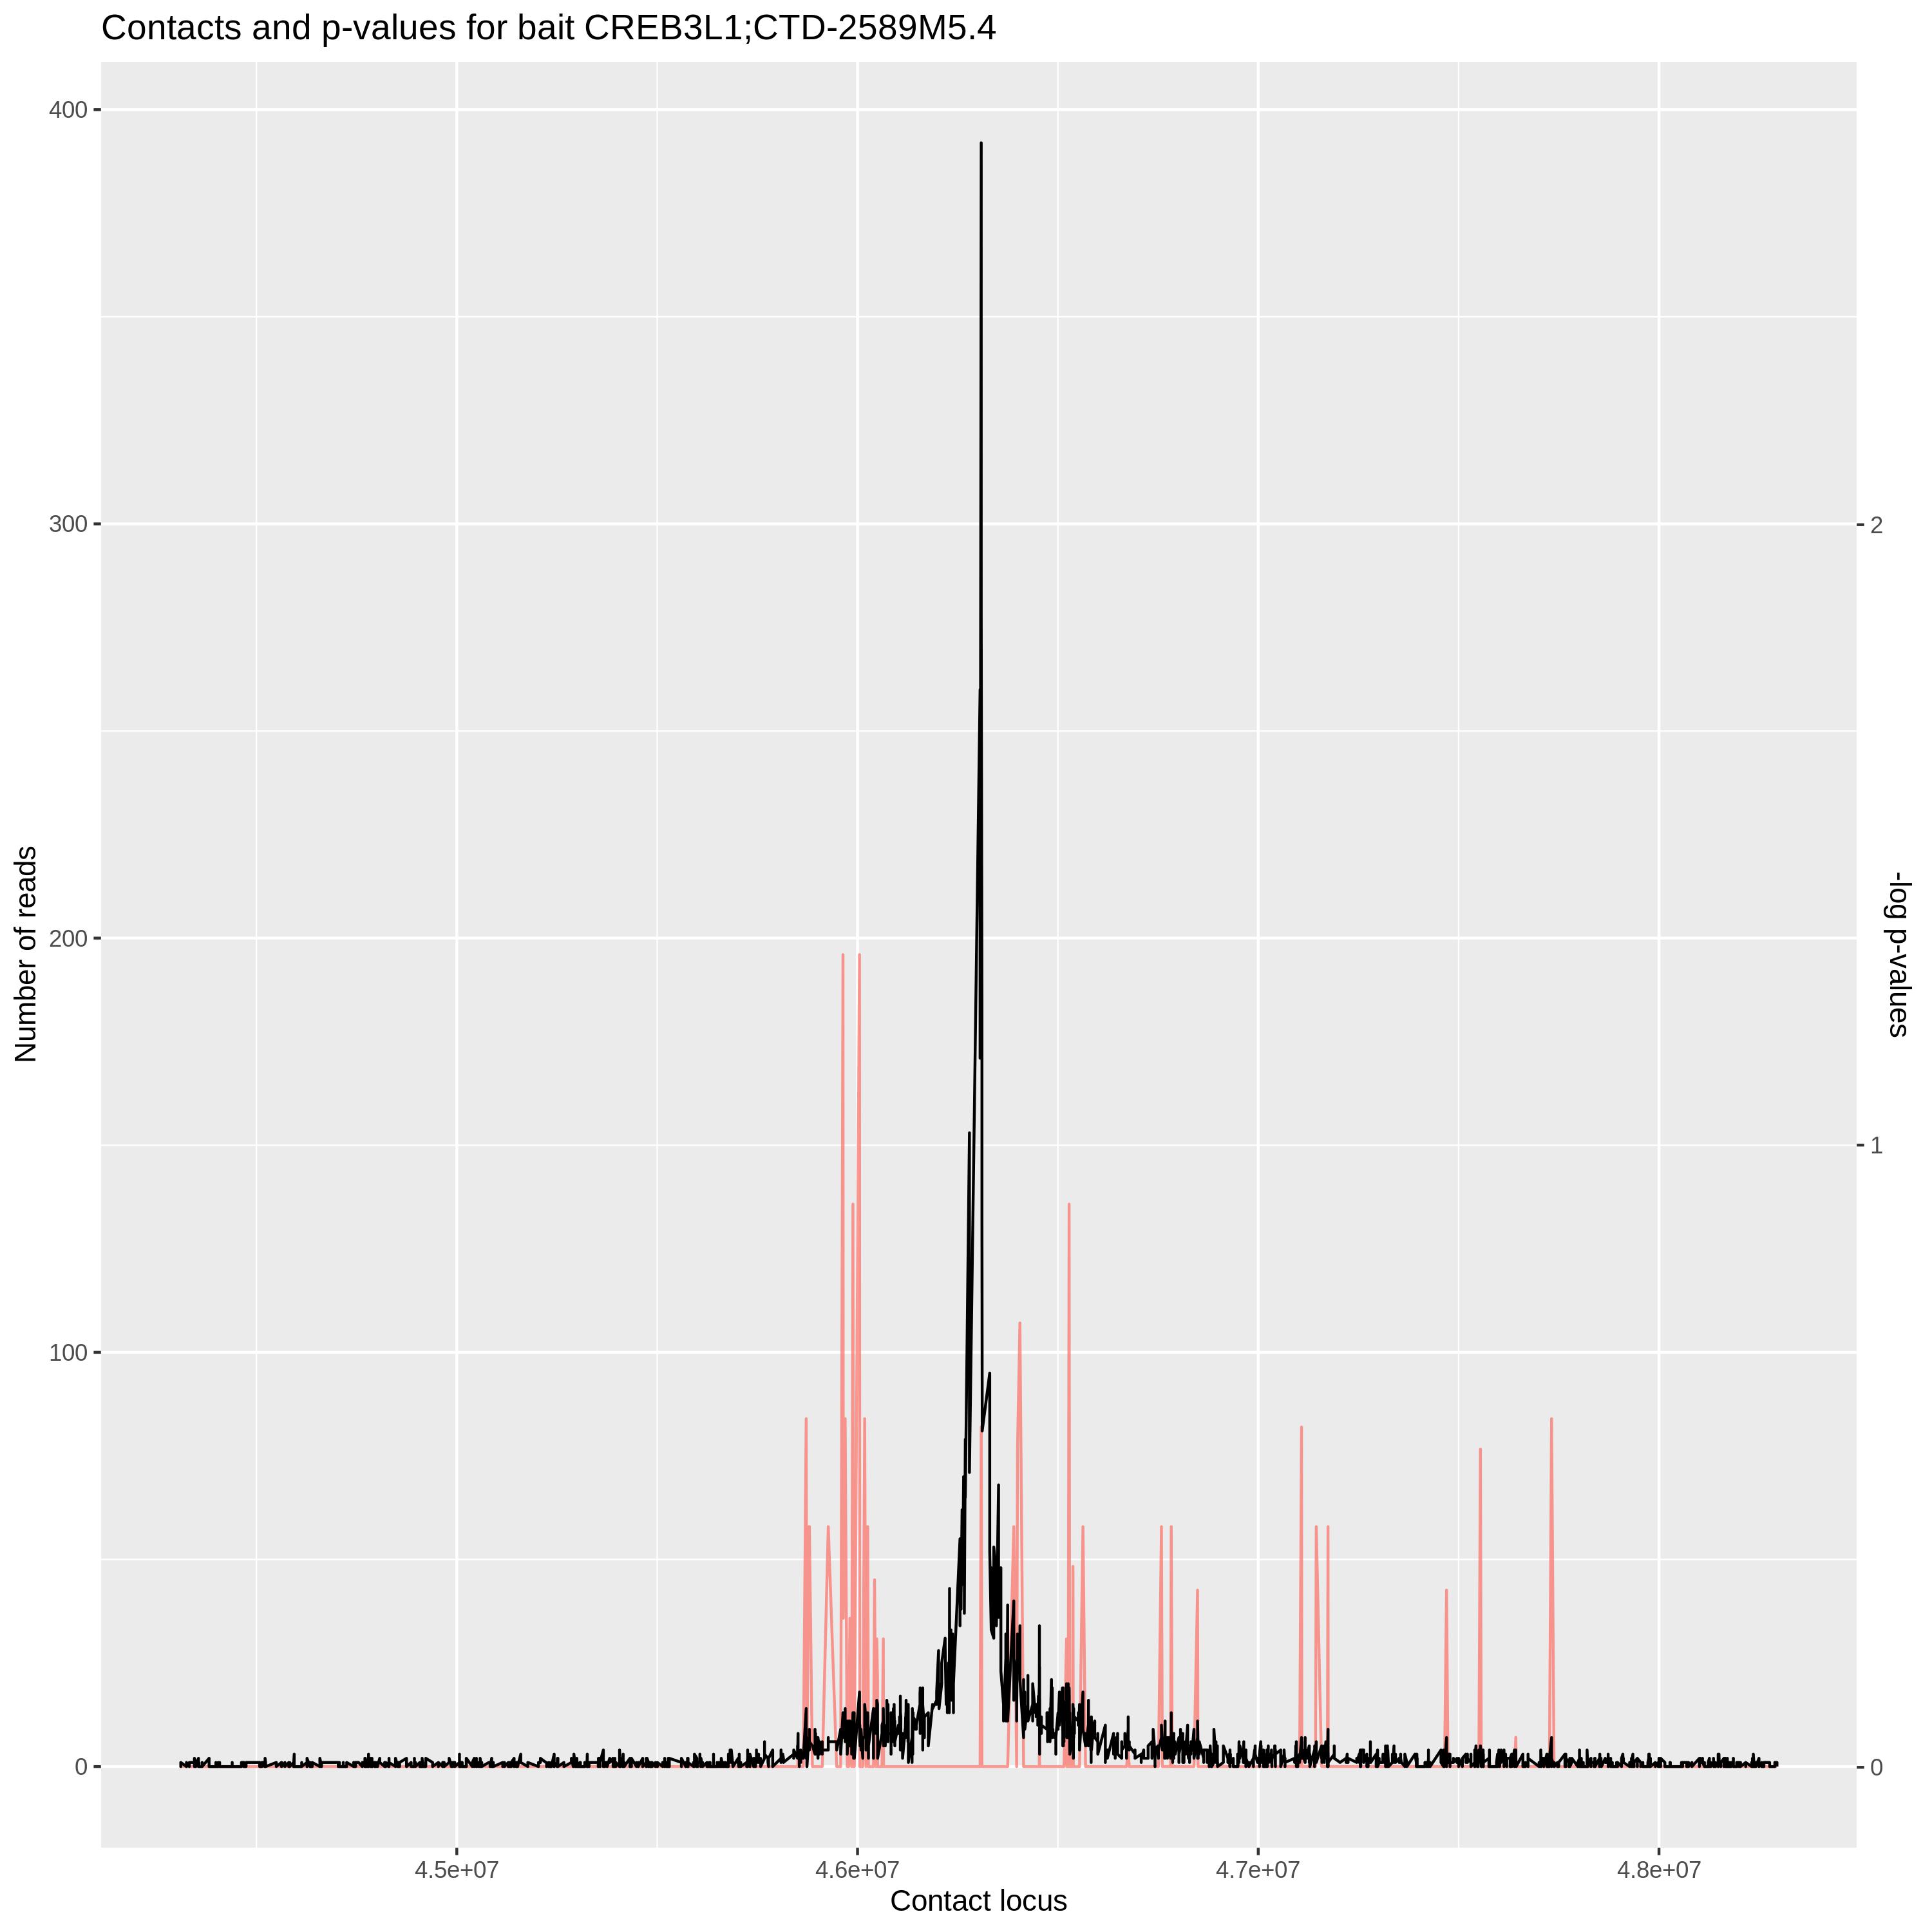 Contacts and p-values for bait CREB3L1;CTD-2589M5.4
400
300
200
100
0
2
1
0
Number of reads
-log p-values
4.5e+07
4.6e+07
4.7e+07
4.8e+07
Contact locus